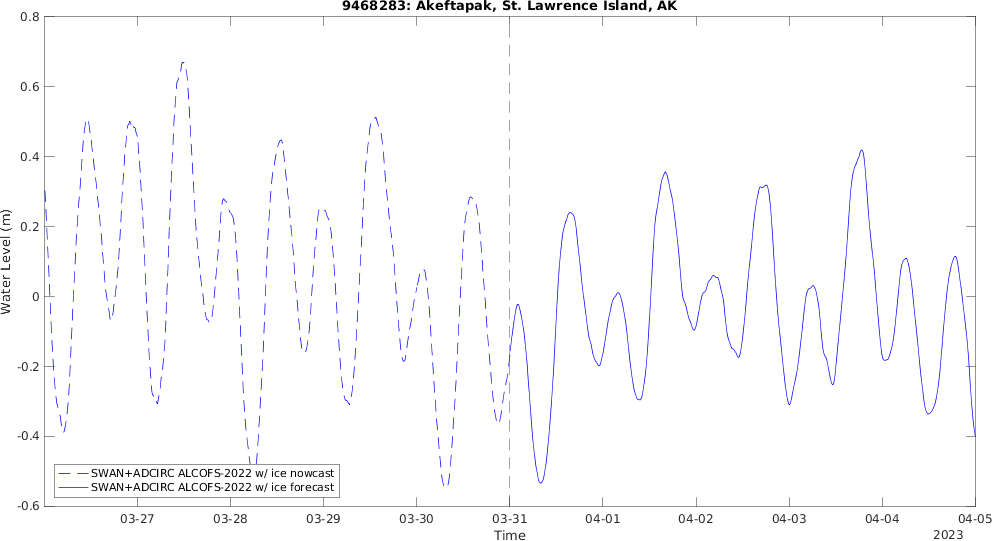 9468283: Akeftapak, St. Lawrence Island, AK
0.8
0.6
0.4
0.2
0
-0.2
-0.4
-0.6
Water Level (m)
SWAN+ADCIRC ALCOFS-2022 w/ ice nowcast
SWAN+ADCIRC ALCOFS-2022 w/ ice forecast
03-27 03-28 03-29 03-30 03-31 04-01 04-02 04-03 04-04 04-05
Time
2023